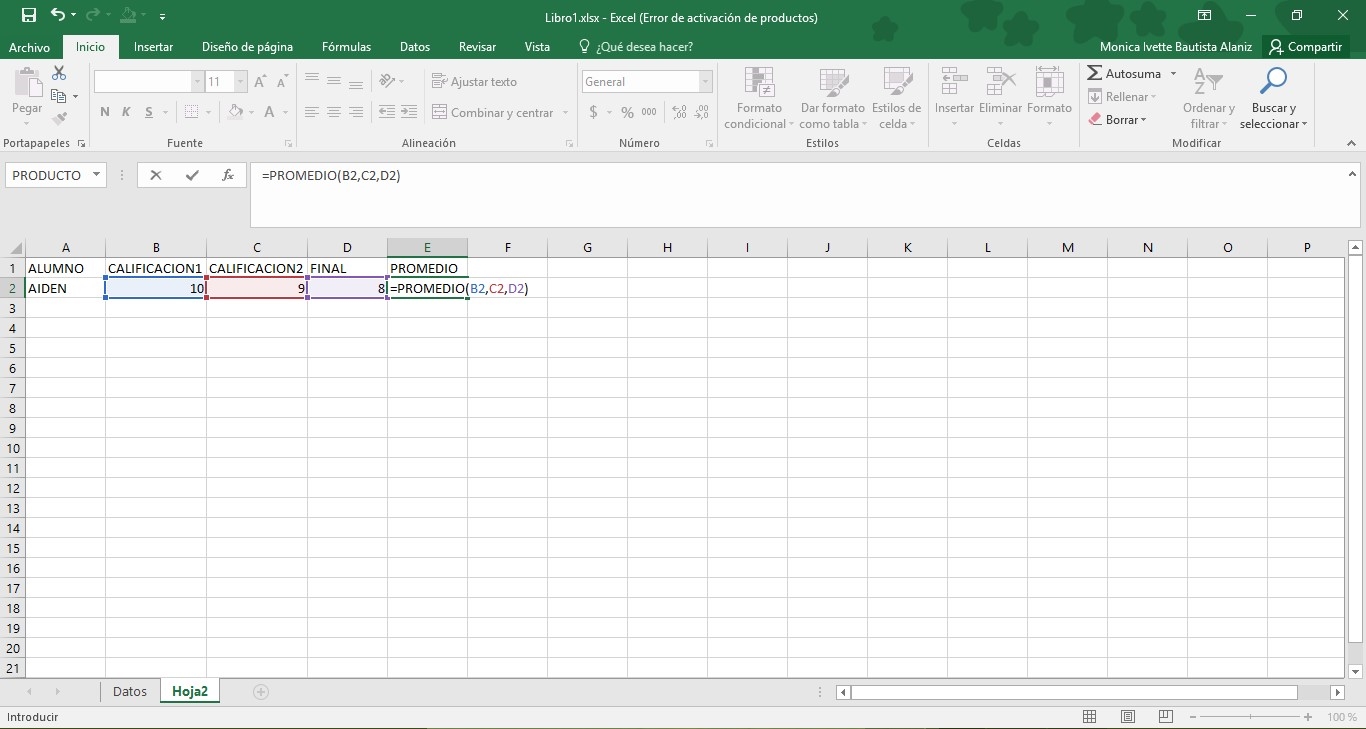 Libro1.xlsx - Excel (Error de activación de productos)
Archivo Inicio Insertar Diseño de página Fórmulas Datos Revisar Vista ¿Qué desea hacer? Monica Ivette Bautista Alaniz Compartir
11 Ajustar texto General Autosuma
Pegar N K S A Combinar y centrar $ % 000 Formato condicional Dar formato como tabla Estilos de celda Insertar Eliminar Formato Rellenar Ordenar y filtrar Buscar y seleccionar
Borrar
Portapapeles Fuente Alineación Número Estilos Celdas Modificar
PRODUCTO fx =PROMEDIO(B2,C2,D2)
A B C D E F G H I J K L M N O P
1 ALUMNO CALIFICACION1 CALIFICACION2 FINAL PROMEDIO
2 AIDEN 10 9 8 =PROMEDIO(B2,C2,D2)
3
4
5
6
7
8
9
10
11
12
13
14
15
16
17
18
19
20
21
Datos Hoja2
Introducir 100 %